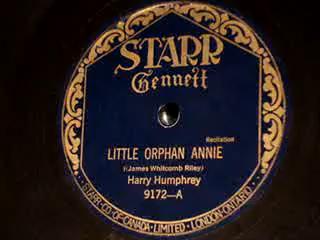 STARR
Gennett
Recitation
LITTLE ORPHAN ANNIE
(James Whitcomb Riley)
Harry Humphrey
9172—A
STARR CO. OF CANADA • LIMITED • LONDON • ONTARIO